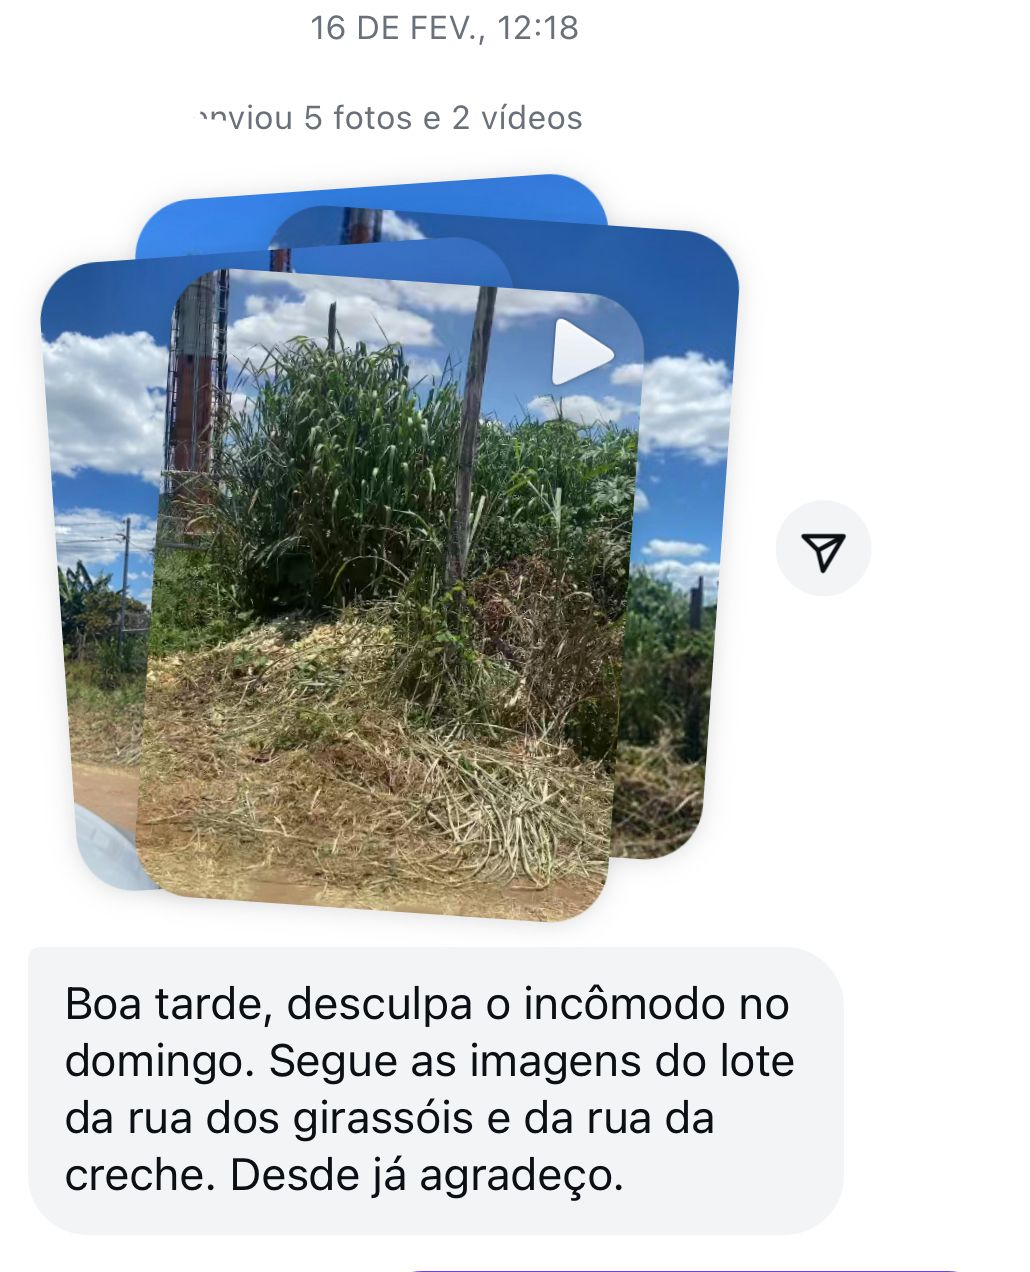 16 DE FEV., 12:18
enviou 5 fotos e 2 vídeos
Boa tarde, desculpa o incômodo no
domingo. Segue as imagens do lote
da rua dos girassóis e da rua da
creche. Desde já agradeço.